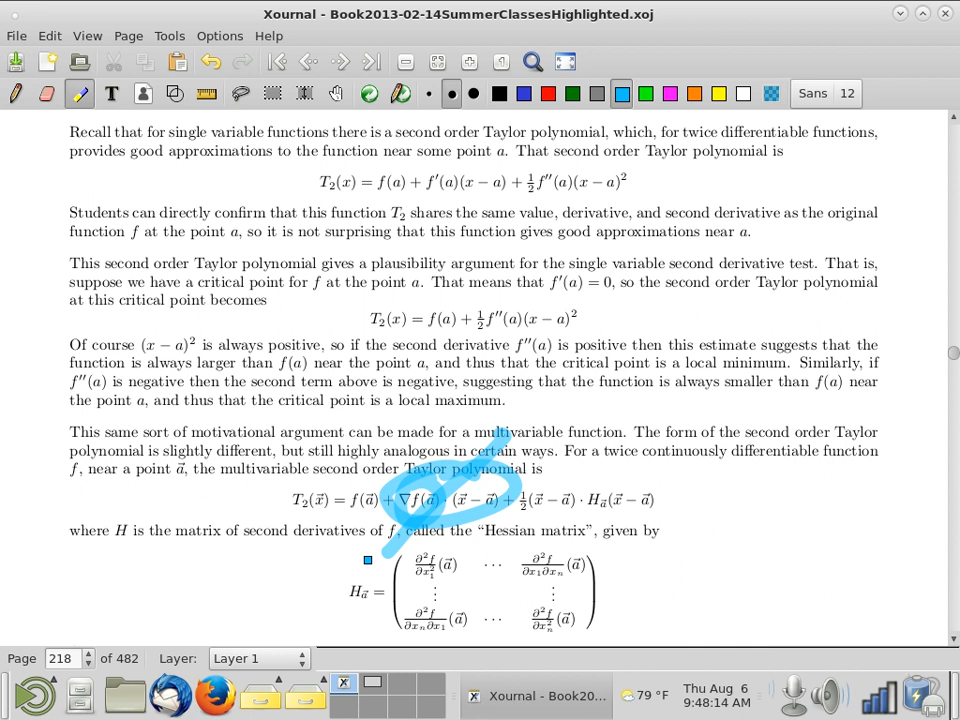 Xournal - Book2013-02-14SummerClassesHighlighted.xoj
File Edit View Page Tools Options Help
Sans 12
Recall that for single variable functions there is a second order Taylor polynomial, which, for twice differentiable functions,
provides good approximations to the function near some point a. That second order Taylor polynomial is
T₂(x) = f(a) + f′(a)(x − a) + ½f″(a)(x − a)²
Students can directly confirm that this function T₂ shares the same value, derivative, and second derivative as the original
function f at the point a, so it is not surprising that this function gives good approximations near a.
This second order Taylor polynomial gives a plausibility argument for the single variable second derivative test. That is,
suppose we have a critical point for f at the point a. That means that f′(a) = 0, so the second order Taylor polynomial
at this critical point becomes
T₂(x) = f(a) + ½f″(a)(x − a)²
Of course (x − a)² is always positive, so if the second derivative f″(a) is positive then this estimate suggests that the
function is always larger than f(a) near the point a, and thus that the critical point is a local minimum. Similarly, if
f″(a) is negative then the second term above is negative, suggesting that the function is always smaller than f(a) near
the point a, and thus that the critical point is a local maximum.
This same sort of motivational argument can be made for a multivariable function. The form of the second order Taylor
polynomial is slightly different, but still highly analogous in certain ways. For a twice continuously differentiable function
f, near a point a⃗, the multivariable second order Taylor polynomial is
T₂(x⃗) = f(a⃗) + ∇f(a⃗) · (x⃗ − a⃗) + ½(x⃗ − a⃗) · H_a⃗(x⃗ − a⃗)
where H is the matrix of second derivatives of f, called the “Hessian matrix”, given by
∂²f/∂x₁²(a⃗) ⋯ ∂²f/∂x₁∂xₙ(a⃗)
H_a⃗ = ( ⋮ ⋮ )
∂²f/∂xₙ∂x₁(a⃗) ⋯ ∂²f/∂xₙ²(a⃗)
Page 218 of 482 Layer: Layer 1
Xournal - Book20... 79 °F Thu Aug 6
9:48:14 AM